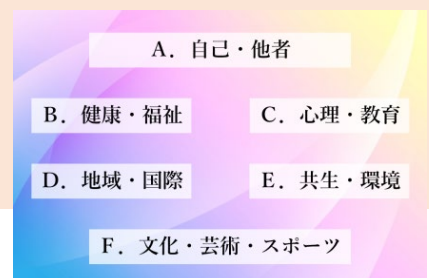 A．自己・他者
B．健康・福祉
C．心理・教育
D．地域・国際
E．共生・環境
F．文化・芸術・スポーツ